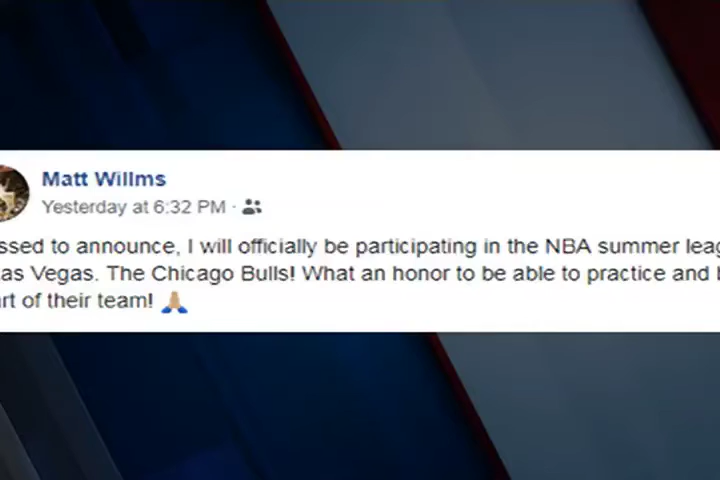 Matt Willms
Yesterday at 6:32 PM ·
ssed to announce, I will officially be participating in the NBA summer leag
as Vegas. The Chicago Bulls! What an honor to be able to practice and b
rt of their team! 🙏🏼